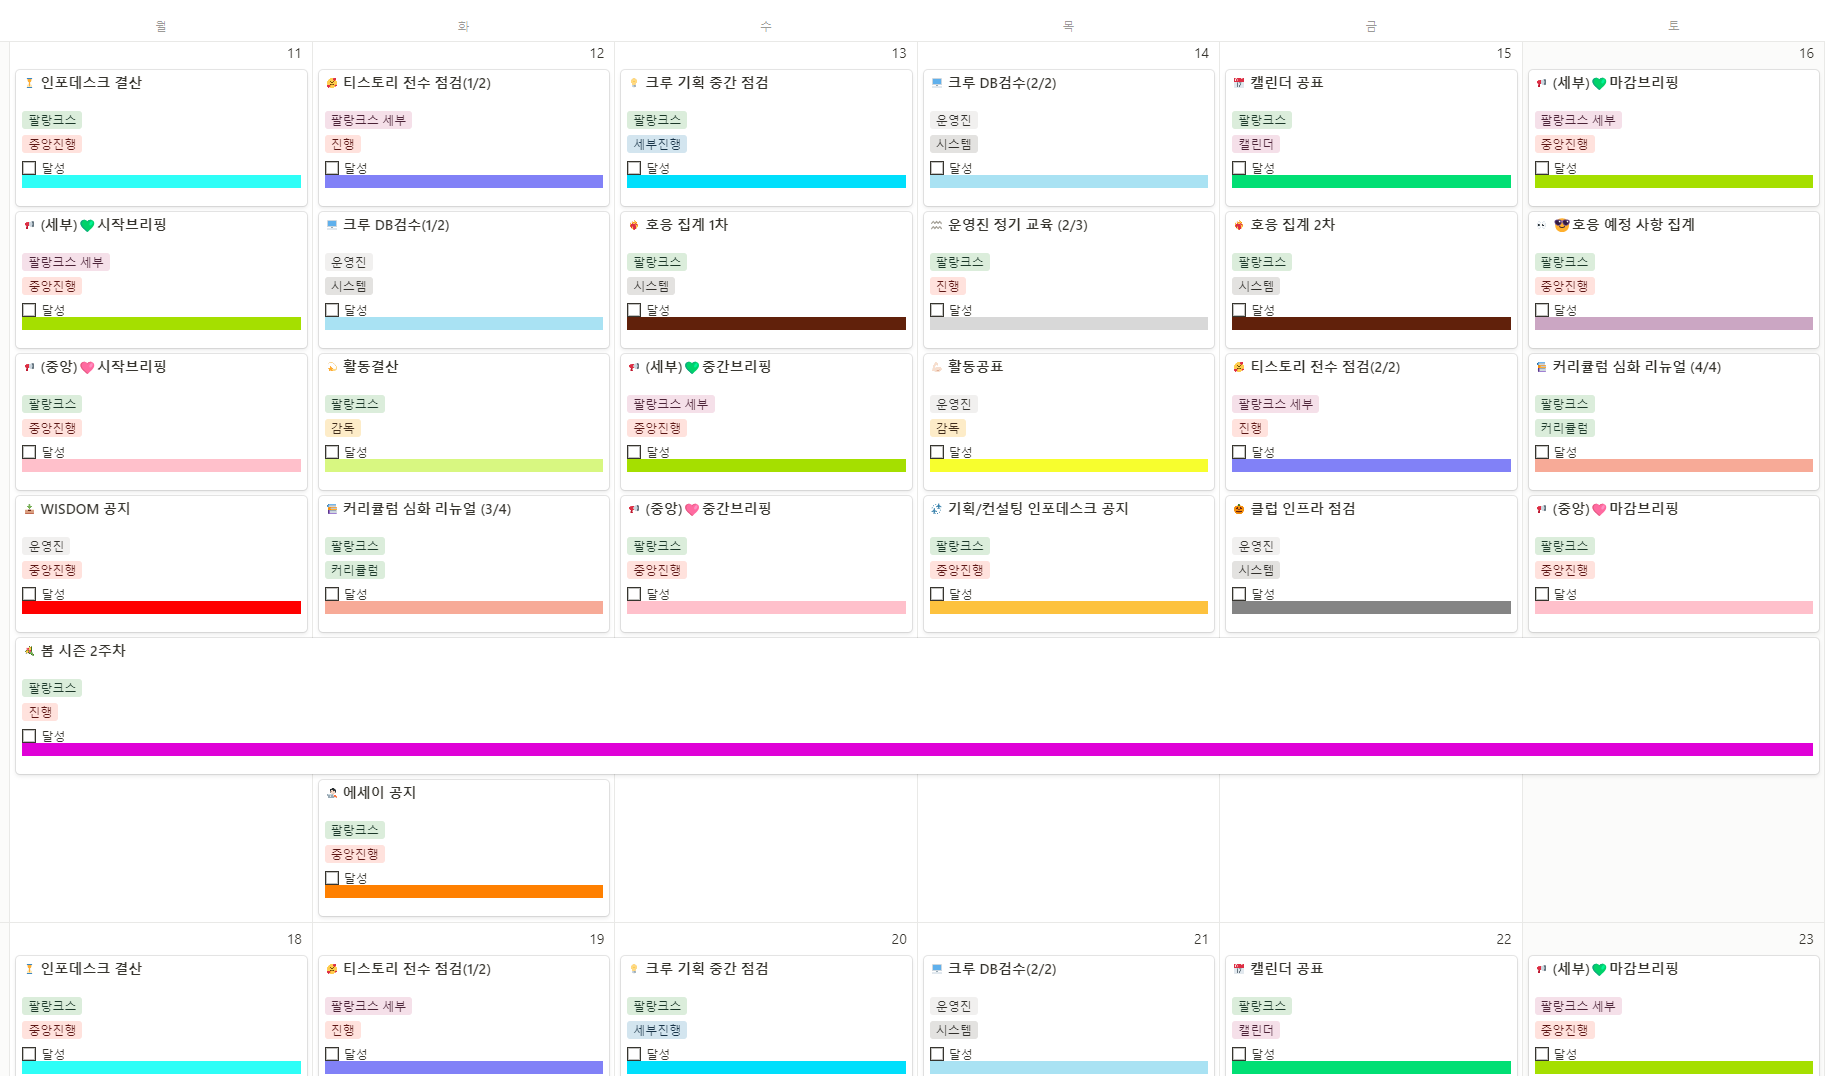 월 화 수 목 금 토
11 12 13 14 15 16
인포데스크 결산
팔랑크스
중앙진행
달성
티스토리 전수 점검(1/2)
팔랑크스 세부
진행
달성
크루 기획 중간 점검
팔랑크스
세부진행
달성
크루 DB검수(2/2)
운영진
시스템
달성
캘린더 공표
팔랑크스
캘린더
달성
(세부)💚마감브리핑
팔랑크스 세부
중앙진행
달성
(세부)💚시작브리핑
팔랑크스 세부
중앙진행
달성
크루 DB검수(1/2)
운영진
시스템
달성
호응 집계 1차
팔랑크스
시스템
달성
운영진 정기 교육 (2/3)
팔랑크스
진행
달성
호응 집계 2차
팔랑크스
시스템
달성
😎호응 예정 사항 집계
팔랑크스
중앙진행
달성
(중앙)🩷시작브리핑
팔랑크스
중앙진행
달성
활동결산
팔랑크스
감독
달성
(세부)💚중간브리핑
팔랑크스 세부
중앙진행
달성
활동공표
운영진
감독
달성
티스토리 전수 점검(2/2)
팔랑크스 세부
진행
달성
커리큘럼 심화 리뉴얼 (4/4)
팔랑크스
커리큘럼
달성
WISDOM 공지
운영진
중앙진행
달성
커리큘럼 심화 리뉴얼 (3/4)
팔랑크스
커리큘럼
달성
(중앙)🩷중간브리핑
팔랑크스
중앙진행
달성
기획/컨설팅 인포데스크 공지
팔랑크스
중앙진행
달성
클럽 인프라 점검
운영진
시스템
달성
(중앙)🩷마감브리핑
팔랑크스
중앙진행
달성
봄 시즌 2주차
팔랑크스
진행
달성
에세이 공지
팔랑크스
중앙진행
달성
18 19 20 21 22 23
인포데스크 결산
팔랑크스
중앙진행
달성
티스토리 전수 점검(1/2)
팔랑크스 세부
진행
달성
크루 기획 중간 점검
팔랑크스
세부진행
달성
크루 DB검수(2/2)
운영진
시스템
달성
캘린더 공표
팔랑크스
캘린더
달성
(세부)💚마감브리핑
팔랑크스 세부
중앙진행
달성